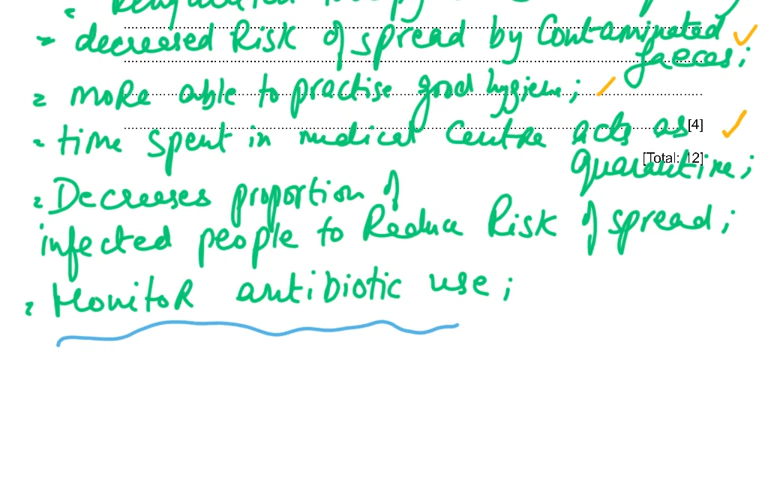 - decreased Risk of spread by Contaminated
faeces;
- more able to practise good hygiene;
- time spent in medical Centre acts as [4]
quarantine; [Total: 12]
- Decreases proportion of
infected people to Reduce Risk of spread;
- Monitor antibiotic use;